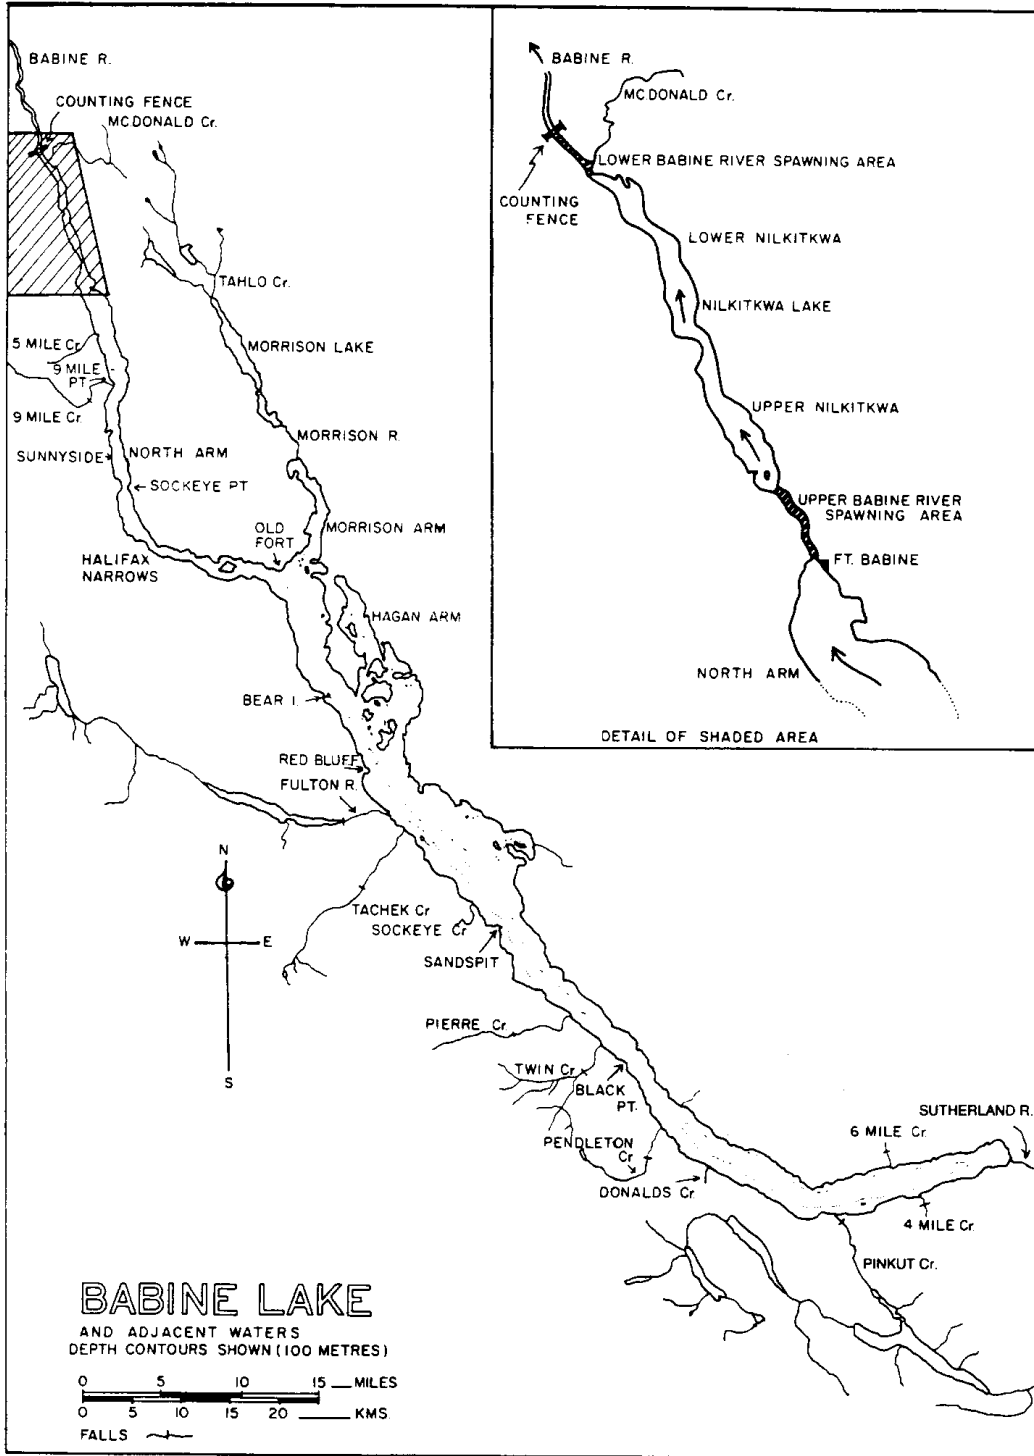 BABINE R.
COUNTING FENCE
MCDONALD Cr.
TAHLO Cr.
5 MILE Cr.
MORRISON LAKE
9 MILE
PT.
9 MILE Cr.
MORRISON R.
SUNNYSIDE
NORTH ARM
SOCKEYE PT
OLD
FORT
MORRISON ARM
HALIFAX
NARROWS
HAGAN ARM
BEAR I.
RED BLUFF
FULTON R.
N
W
E
S
TACHEK Cr
SOCKEYE Cr
SANDSPIT
PIERRE Cr.
TWIN Cr.
BLACK
PT.
PENDLETON
Cr
DONALDS Cr.
SUTHERLAND R.
6 MILE Cr.
4 MILE Cr.
PINKUT Cr.
BABINE R.
MCDONALD Cr.
LOWER BABINE RIVER SPAWNING AREA
COUNTING
FENCE
LOWER NILKITKWA
NILKITKWA LAKE
UPPER NILKITKWA
UPPER BABINE RIVER
SPAWNING AREA
FT. BABINE
NORTH ARM
DETAIL OF SHADED AREA
BABINE LAKE
AND ADJACENT WATERS
DEPTH CONTOURS SHOWN (100 METRES)
0 5 10 15 MILES
0 5 10 15 20 KMS.
FALLS